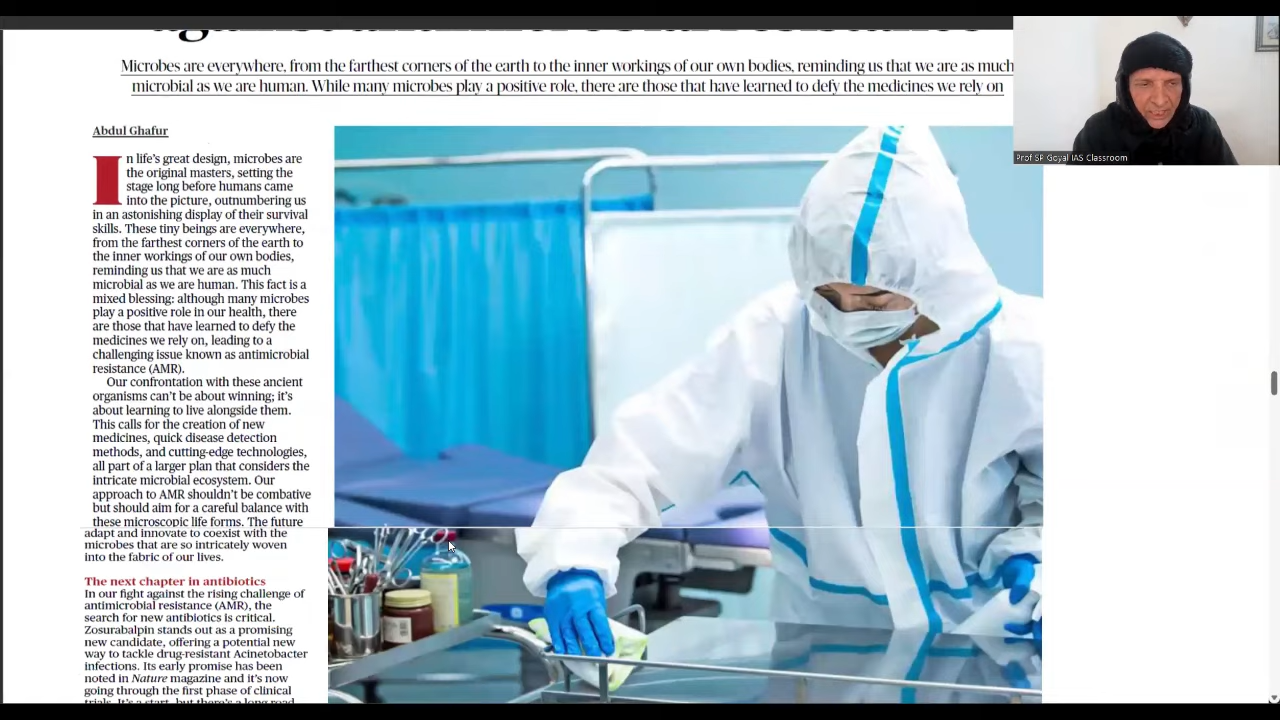 against antimicrobial resistance
Microbes are everywhere, from the farthest corners of the earth to the inner workings of our own bodies, reminding us that we are as much
microbial as we are human. While many microbes play a positive role, there are those that have learned to defy the medicines we rely on
Prof SP Goyal IAS Classroom
Abdul Ghafur
In life's great design, microbes are
the original masters, setting the
stage long before humans came
into the picture, outnumbering us
in an astonishing display of their survival
skills. These tiny beings are everywhere,
from the farthest corners of the earth to
the inner workings of our own bodies,
reminding us that we are as much
microbial as we are human. This fact is a
mixed blessing: although many microbes
play a positive role in our health, there
are those that have learned to defy the
medicines we rely on, leading to a
challenging issue known as antimicrobial
resistance (AMR).
Our confrontation with these ancient
organisms can't be about winning; it's
about learning to live alongside them.
This calls for the creation of new
medicines, quick disease detection
methods, and cutting-edge technologies,
all part of a larger plan that considers the
intricate microbial ecosystem. Our
approach to AMR shouldn't be combative
but should aim for a careful balance with
these microscopic life forms. The future
adapt and innovate to coexist with the
microbes that are so intricately woven
into the fabric of our lives.
The next chapter in antibiotics
In our fight against the rising challenge of
antimicrobial resistance (AMR), the
search for new antibiotics is critical.
Zosurabalpin stands out as a promising
new candidate, offering a potential new
way to tackle drug-resistant Acinetobacter
infections. Its early promise has been
noted in Nature magazine and it's now
going through the first phase of clinical
trials. It's a start, but there's a long road